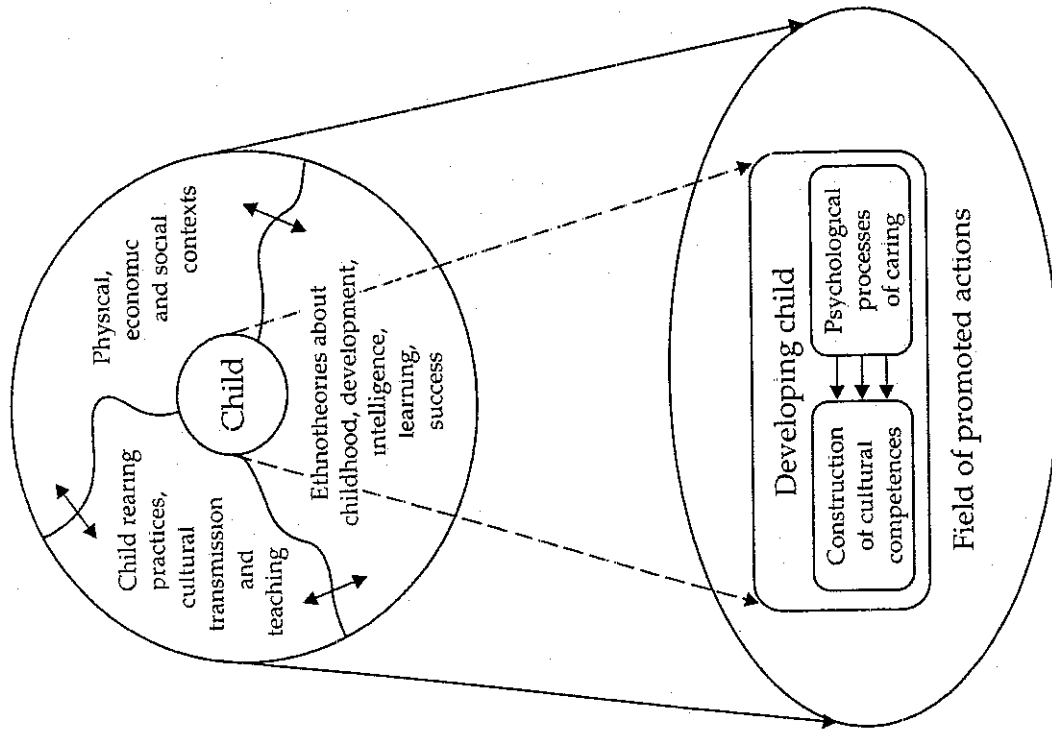 Child rearing
practices,
cultural
transmission
and
teaching
Physical,
economic
and social
contexts
Child
Ethnotheories about
childhood, development,
intelligence,
learning,
success
Developing child
Construction
of cultural
competences
Psychological
processes
of caring
Field of promoted actions